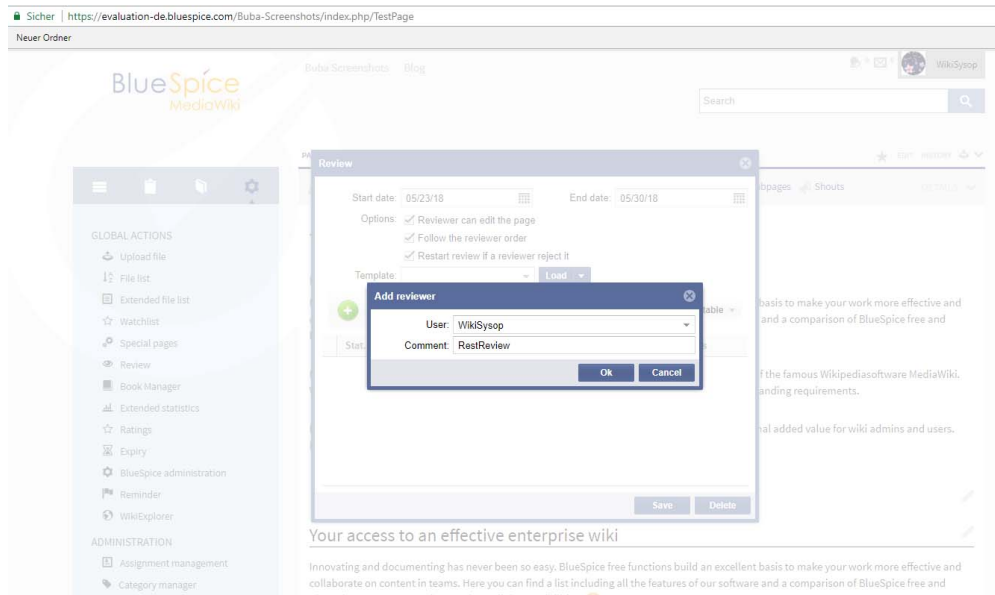 Sicher | https://evaluation-de.bluespice.com/Buba-Screenshots/index.php/TestPage
Neuer Ordner
BlueSpice
MediaWiki
Buba Screenshots Blog
WikiSysop
Search
Review
Start date: 05/23/18
End date: 05/30/18
Options: Reviewer can edit the page
Follow the reviewer order
Restart review if a reviewer reject it
Template: Load
Add reviewer
User: WikiSysop
Comment: RestReview
Ok Cancel
Save Delete
Shouts
GLOBAL ACTIONS
Upload file
File list
Extended file list
Watchlist
Special pages
Review
Book Manager
Extended statistics
Ratings
Expiry
BlueSpice administration
Reminder
WikiExplorer
ADMINISTRATION
Assignment management
Category manager
basis to make your work more effective and
and a comparison of BlueSpice free and
f the famous Wikipediasoftware MediaWiki.
anding requirements.
nal added value for wiki admins and users.
Your access to an effective enterprise wiki
Innovating and documenting has never been so easy. BlueSpice free functions build an excellent basis to make your work more effective and
collaborate on content in teams. Here you can find a list including all the features of our software and a comparison of BlueSpice free and